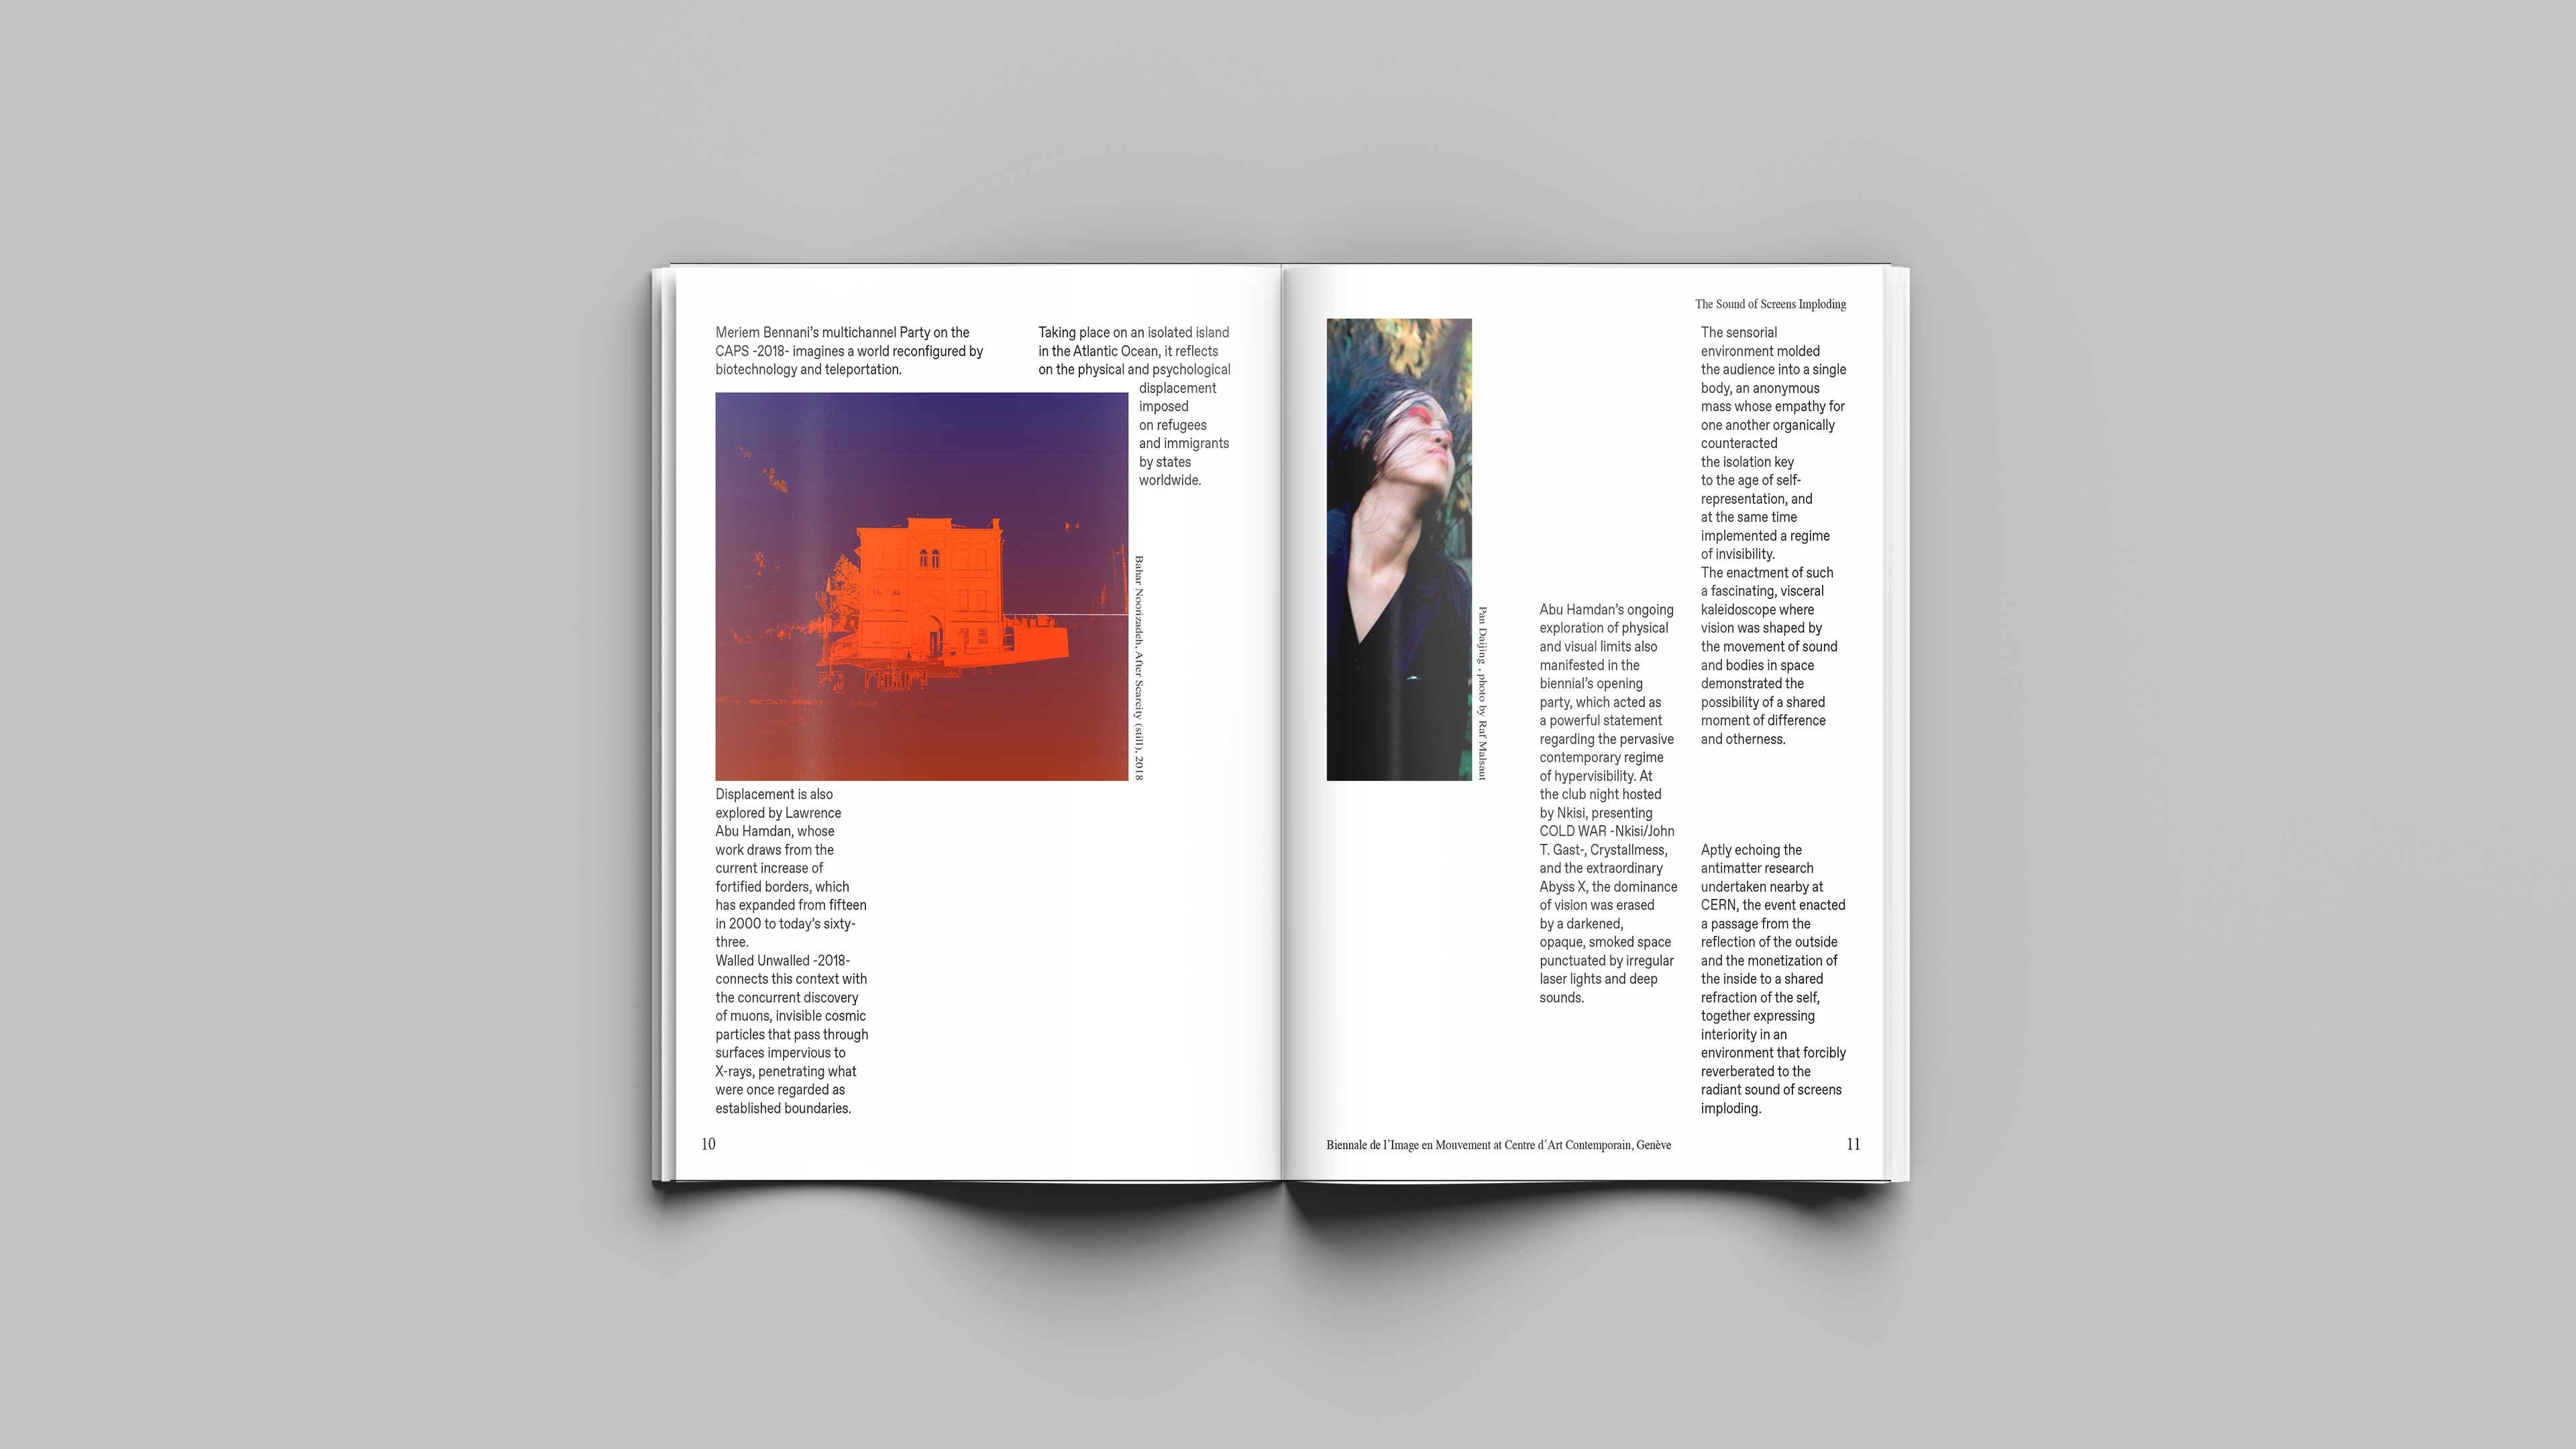 Meriem Bennani's multichannel Party on the
CAPS -2018- imagines a world reconfigured by
biotechnology and teleportation.
Taking place on an isolated island
in the Atlantic Ocean, it reflects
on the physical and psychological
displacement
imposed
on refugees
and immigrants
by states
worldwide.
Bahar Noorizadeh, After Scarcity (still), 2018
Displacement is also
explored by Lawrence
Abu Hamdan, whose
work draws from the
current increase of
fortified borders, which
has expanded from fifteen
in 2000 to today's sixty-
three.
Walled Unwalled -2018-
connects this context with
the concurrent discovery
of muons, invisible cosmic
particles that pass through
surfaces impervious to
X-rays, penetrating what
were once regarded as
established boundaries.
10
The Sound of Screens Imploding
Pan Daijing , photo by Raf Malsaut
Abu Hamdan's ongoing
exploration of physical
and visual limits also
manifested in the
biennial's opening
party, which acted as
a powerful statement
regarding the pervasive
contemporary regime
of hypervisibility. At
the club night hosted
by Nkisi, presenting
COLD WAR -Nkisi/John
T. Gast-, Crystallmess,
and the extraordinary
Abyss X, the dominance
of vision was erased
by a darkened,
opaque, smoked space
punctuated by irregular
laser lights and deep
sounds.
The sensorial
environment molded
the audience into a single
body, an anonymous
mass whose empathy for
one another organically
counteracted
the isolation key
to the age of self-
representation, and
at the same time
implemented a regime
of invisibility.
The enactment of such
a fascinating, visceral
kaleidoscope where
vision was shaped by
the movement of sound
and bodies in space
demonstrated the
possibility of a shared
moment of difference
and otherness.
Aptly echoing the
antimatter research
undertaken nearby at
CERN, the event enacted
a passage from the
reflection of the outside
and the monetization of
the inside to a shared
refraction of the self,
together expressing
interiority in an
environment that forcibly
reverberated to the
radiant sound of screens
imploding.
Biennale de l'Image en Mouvement at Centre d'Art Contemporain, Genève
11